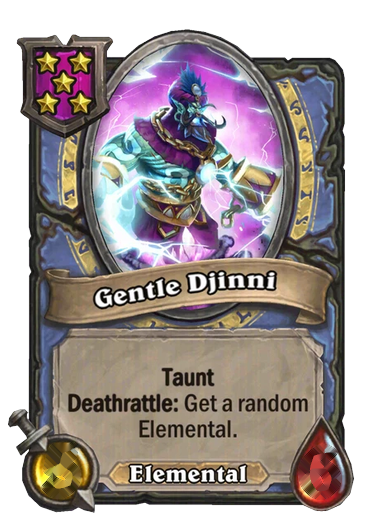 Gentle Djinni
Taunt
Deathrattle: Get a random
Elemental.
Elemental